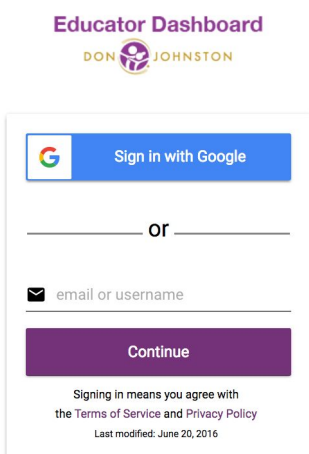 Educator Dashboard
DON JOHNSTON
Sign in with Google
or
email or username
Continue
Signing in means you agree with
the Terms of Service and Privacy Policy
Last modified: June 20, 2016